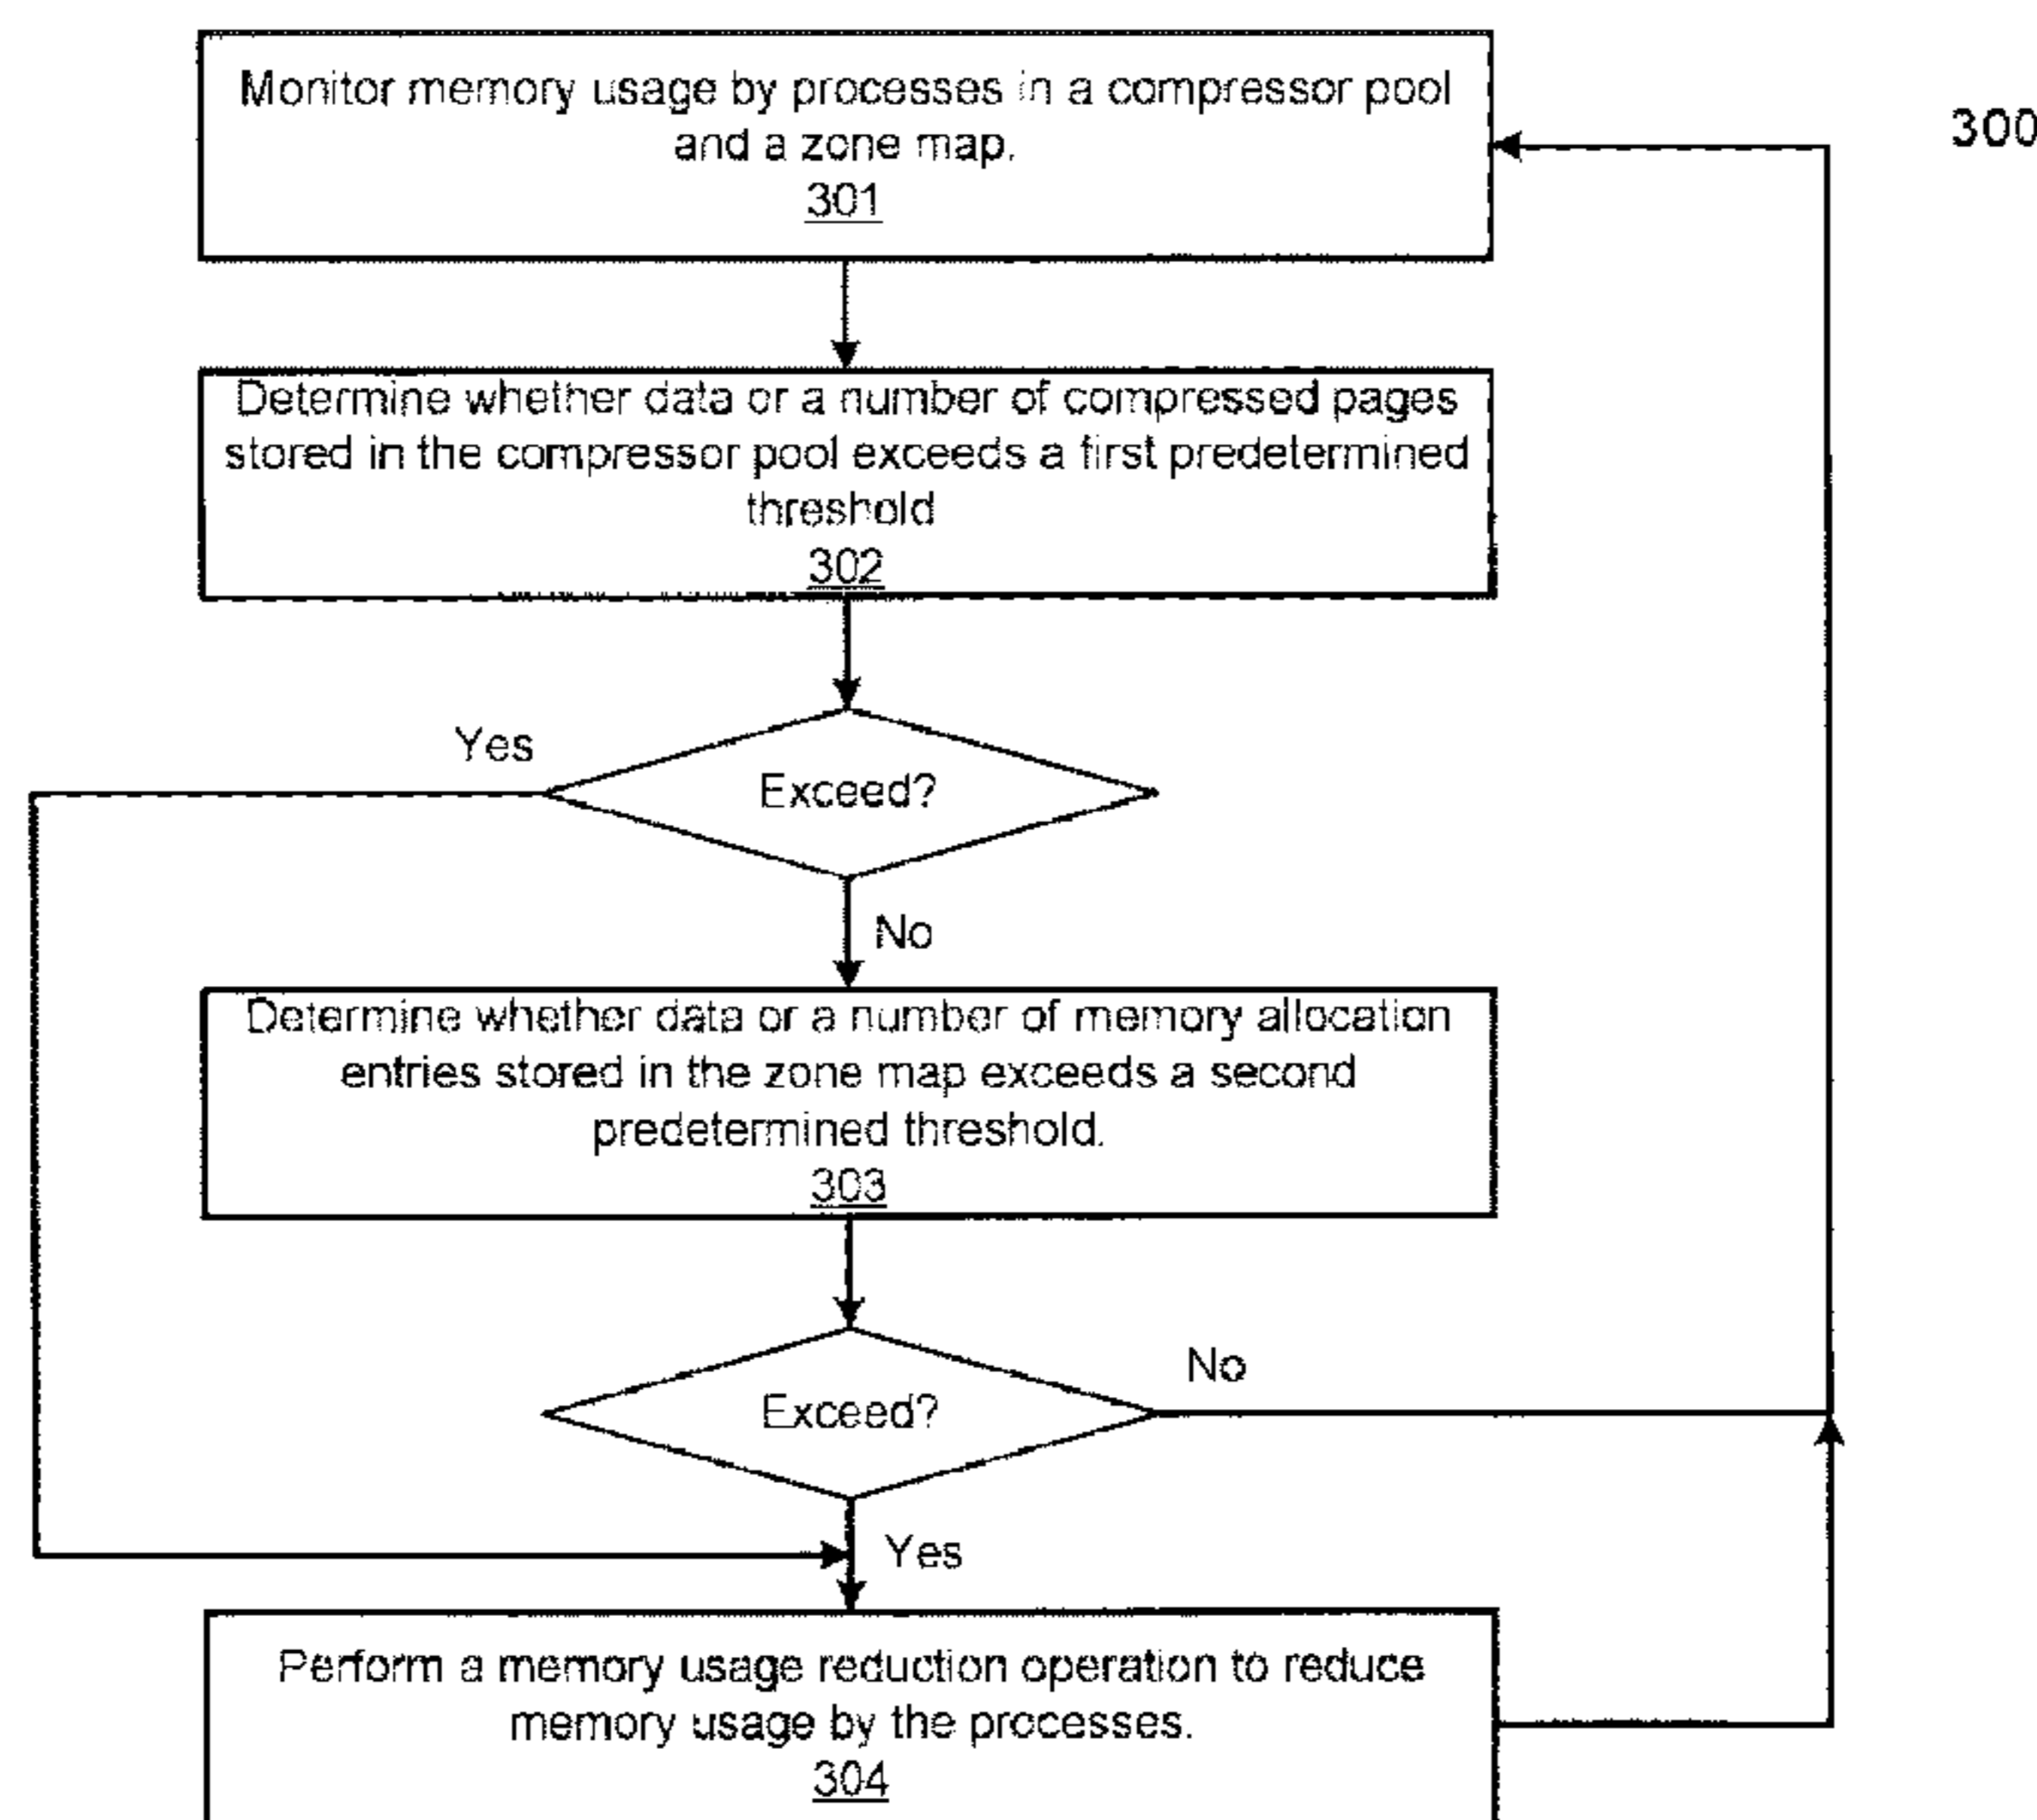 Monitor memory usage by processes in a compressor pool
and a zone map.
301
300
Determine whether data or a number of compressed pages
stored in the compressor pool exceeds a first predetermined
threshold
302
Yes
Exceed?
No
Determine whether data or a number of memory allocation
entries stored in the zone map exceeds a second
predetermined threshold.
303
No
Exceed?
Yes
Perform a memory usage reduction operation to reduce
memory usage by the processes.
304